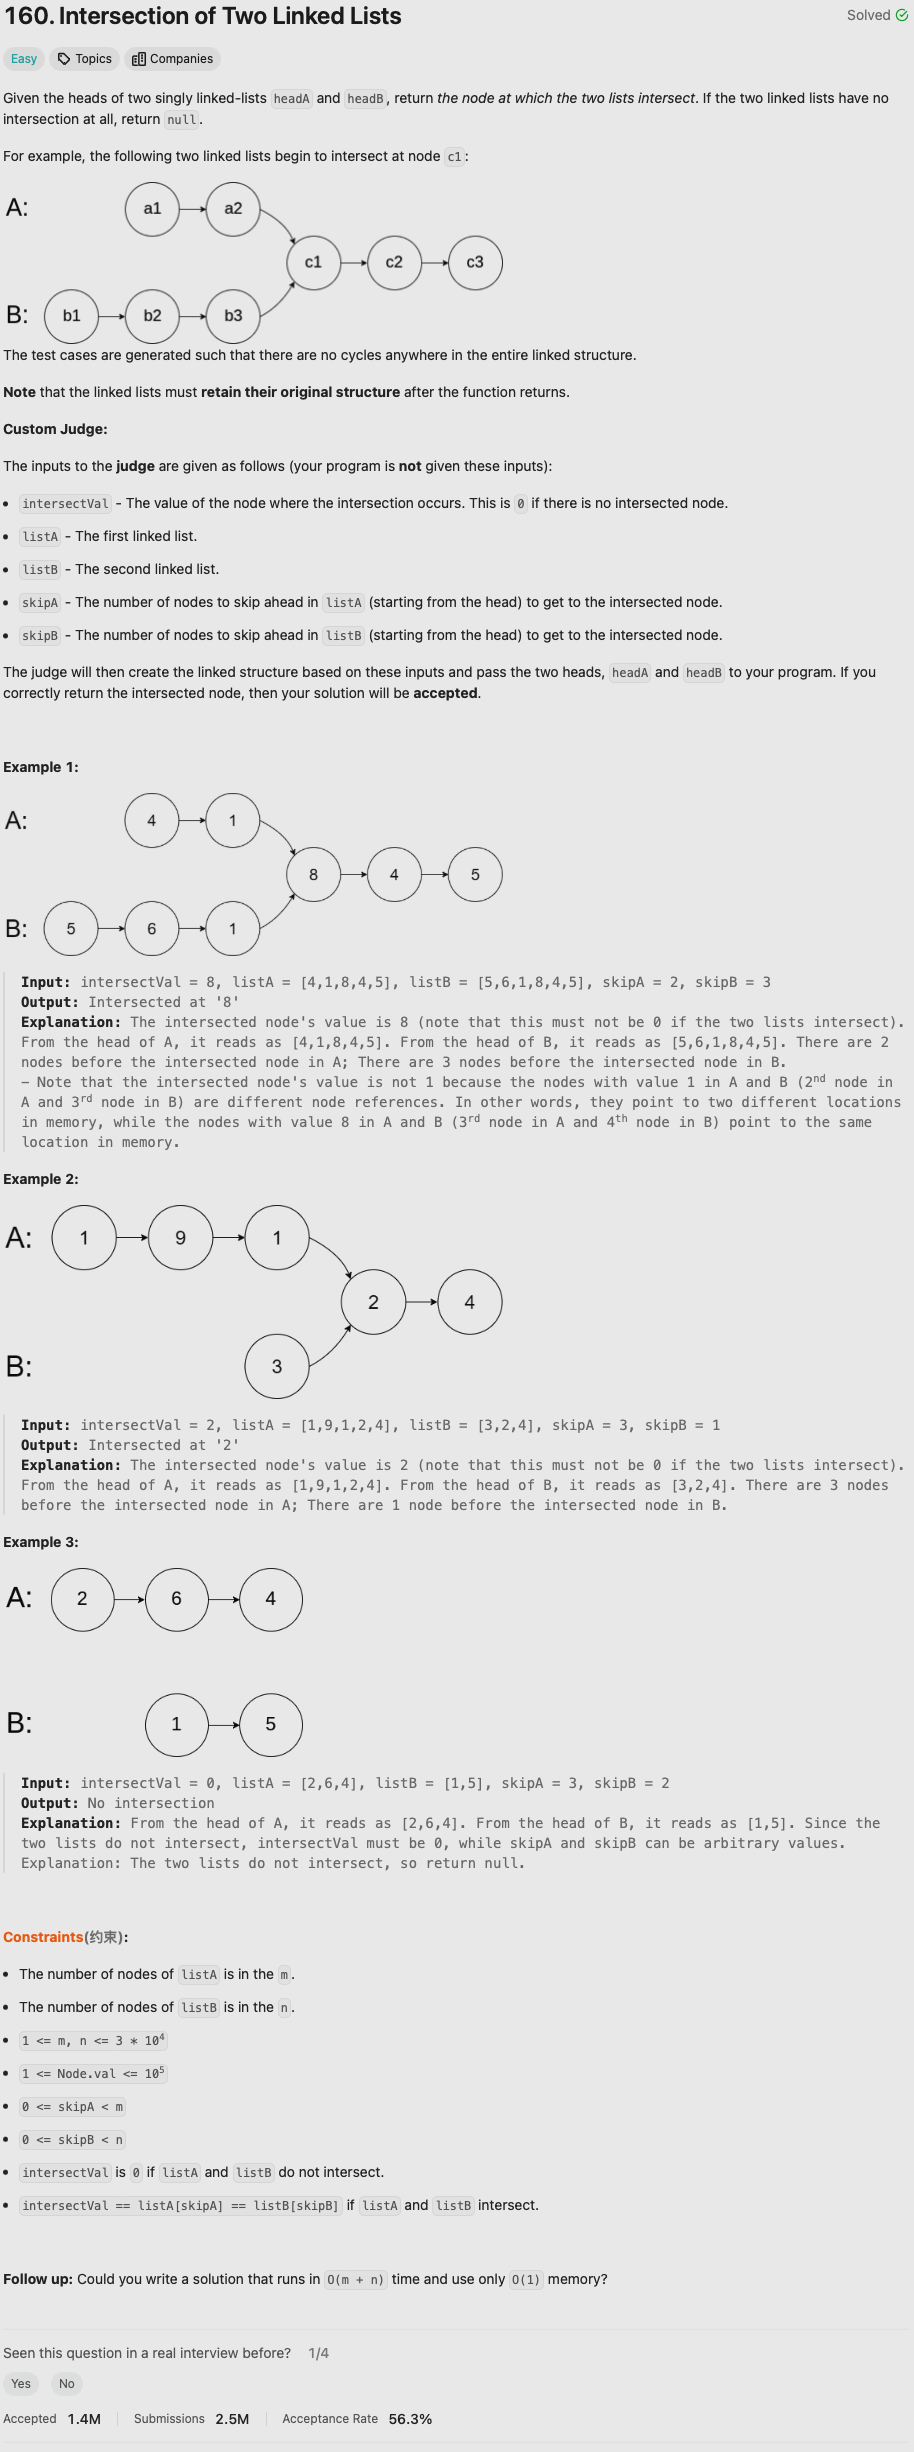 160. Intersection of Two Linked Lists
Solved
Easy Topics Companies
Given the heads of two singly linked-lists headA and headB, return the node at which the two lists intersect. If the two linked lists have no
intersection at all, return null.
For example, the following two linked lists begin to intersect at node c1:
A: a1 a2
c1 c2 c3
B: b1 b2 b3
The test cases are generated such that there are no cycles anywhere in the entire linked structure.
Note that the linked lists must retain their original structure after the function returns.
Custom Judge:
The inputs to the judge are given as follows (your program is not given these inputs):
• intersectVal - The value of the node where the intersection occurs. This is 0 if there is no intersected node.
• listA - The first linked list.
• listB - The second linked list.
• skipA - The number of nodes to skip ahead in listA (starting from the head) to get to the intersected node.
• skipB - The number of nodes to skip ahead in listB (starting from the head) to get to the intersected node.
The judge will then create the linked structure based on these inputs and pass the two heads, headA and headB to your program. If you
correctly return the intersected node, then your solution will be accepted.
Example 1:
A: 4 1
8 4 5
B: 5 6 1
Input: intersectVal = 8, listA = [4,1,8,4,5], listB = [5,6,1,8,4,5], skipA = 2, skipB = 3
Output: Intersected at '8'
Explanation: The intersected node's value is 8 (note that this must not be 0 if the two lists intersect).
From the head of A, it reads as [4,1,8,4,5]. From the head of B, it reads as [5,6,1,8,4,5]. There are 2
nodes before the intersected node in A; There are 3 nodes before the intersected node in B.
– Note that the intersected node's value is not 1 because the nodes with value 1 in A and B (2nd node in
A and 3rd node in B) are different node references. In other words, they point to two different locations
in memory, while the nodes with value 8 in A and B (3rd node in A and 4th node in B) point to the same
location in memory.
Example 2:
A: 1 9 1
2 4
B: 3
Input: intersectVal = 2, listA = [1,9,1,2,4], listB = [3,2,4], skipA = 3, skipB = 1
Output: Intersected at '2'
Explanation: The intersected node's value is 2 (note that this must not be 0 if the two lists intersect).
From the head of A, it reads as [1,9,1,2,4]. From the head of B, it reads as [3,2,4]. There are 3 nodes
before the intersected node in A; There are 1 node before the intersected node in B.
Example 3:
A: 2 6 4
B: 1 5
Input: intersectVal = 0, listA = [2,6,4], listB = [1,5], skipA = 3, skipB = 2
Output: No intersection
Explanation: From the head of A, it reads as [2,6,4]. From the head of B, it reads as [1,5]. Since the
two lists do not intersect, intersectVal must be 0, while skipA and skipB can be arbitrary values.
Explanation: The two lists do not intersect, so return null.
Constraints(约束):
• The number of nodes of listA is in the m.
• The number of nodes of listB is in the n.
• 1 <= m, n <= 3 * 10⁴
• 1 <= Node.val <= 10⁵
• 0 <= skipA < m
• 0 <= skipB < n
• intersectVal is 0 if listA and listB do not intersect.
• intersectVal == listA[skipA] == listB[skipB] if listA and listB intersect.
Follow up: Could you write a solution that runs in O(m + n) time and use only O(1) memory?
Seen this question in a real interview before? 1/4
Yes No
Accepted 1.4M Submissions 2.5M Acceptance Rate 56.3%